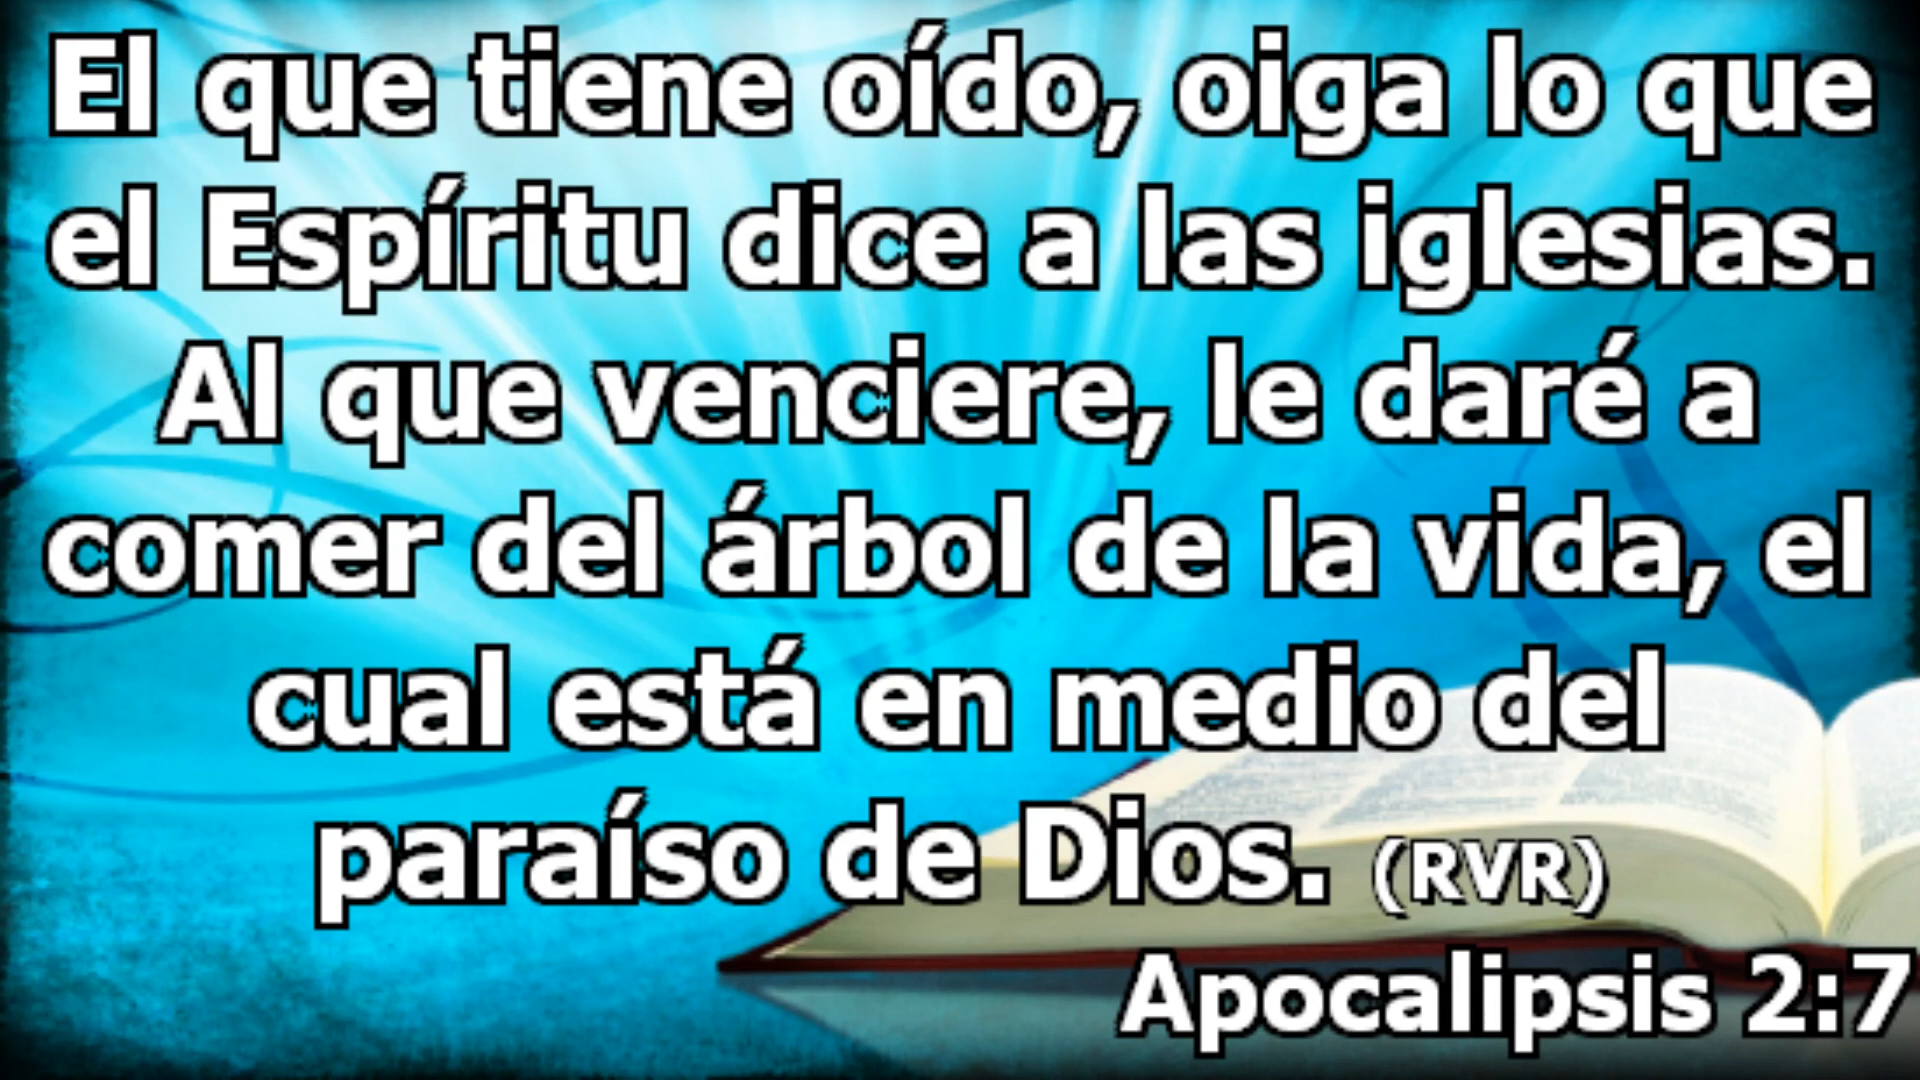 El que tiene oído, oiga lo que
el Espíritu dice a las iglesias.
Al que venciere, le daré a
comer del árbol de la vida, el
cual está en medio del
paraíso de Dios. (RVR)
Apocalipsis 2:7